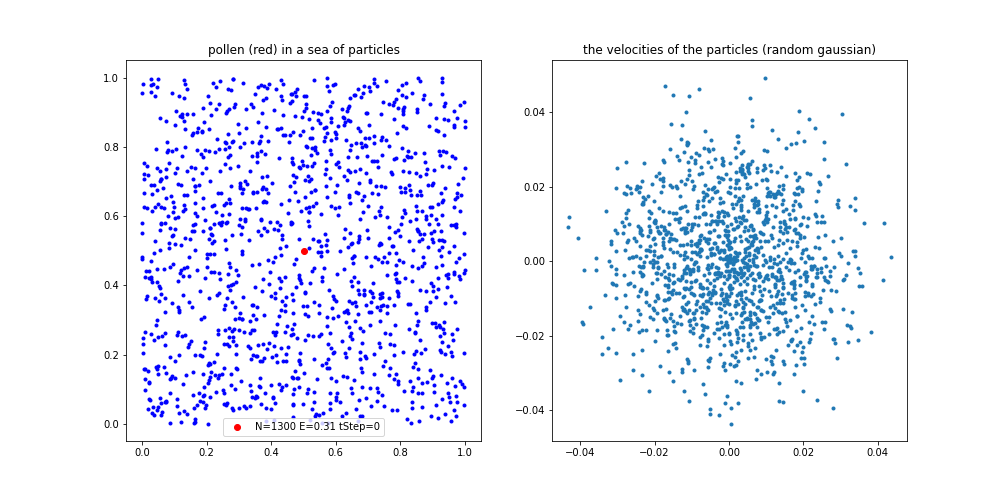 pollen (red) in a sea of particles
1.0
0.8
0.6
0.4
0.2
0.0
0.0 0.2 0.4 0.6 0.8 1.0
N=1300 E=0.31 tStep=0
the velocities of the particles (random gaussian)
0.04
0.02
0.00
−0.02
−0.04
−0.04 −0.02 0.00 0.02 0.04